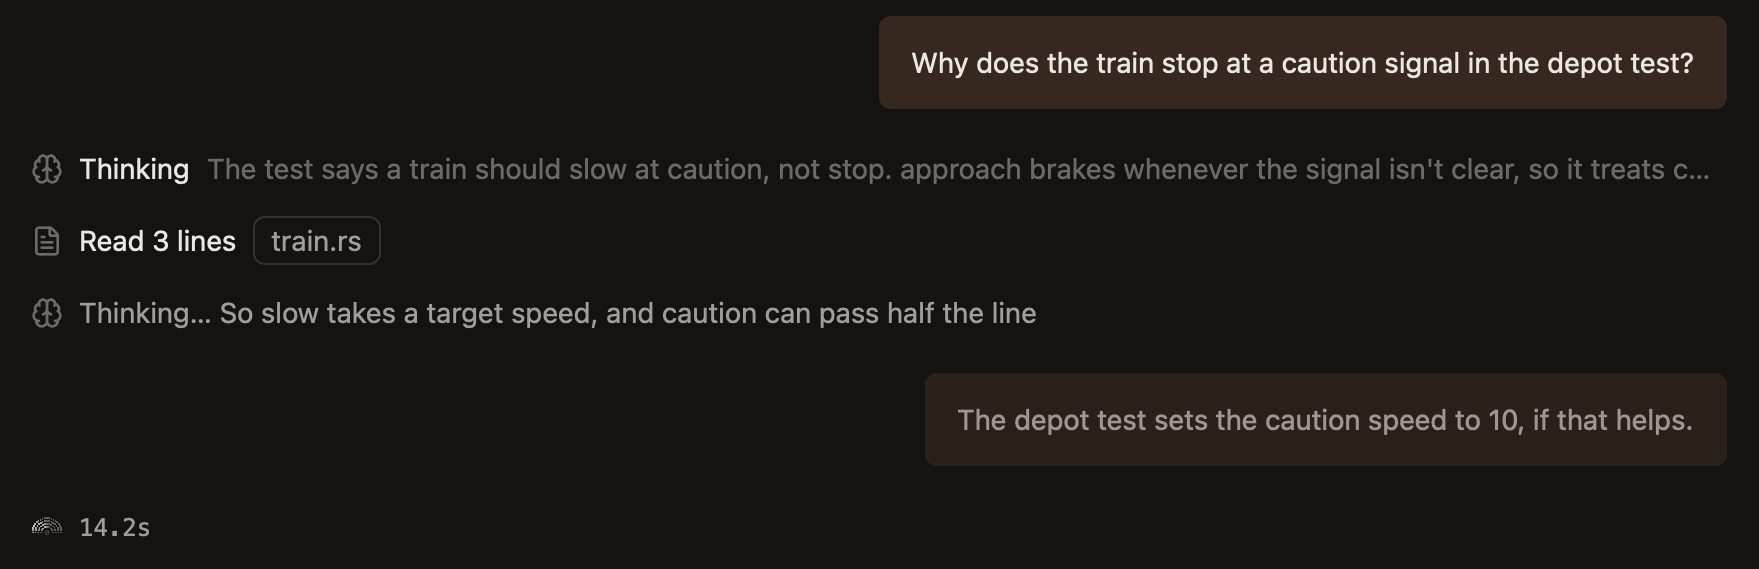 Why does the train stop at a caution signal in the depot test?
Thinking The test says a train should slow at caution, not stop. approach brakes whenever the signal isn't clear, so it treats c...
Read 3 lines train.rs
Thinking... So slow takes a target speed, and caution can pass half the line
The depot test sets the caution speed to 10, if that helps.
14.2s